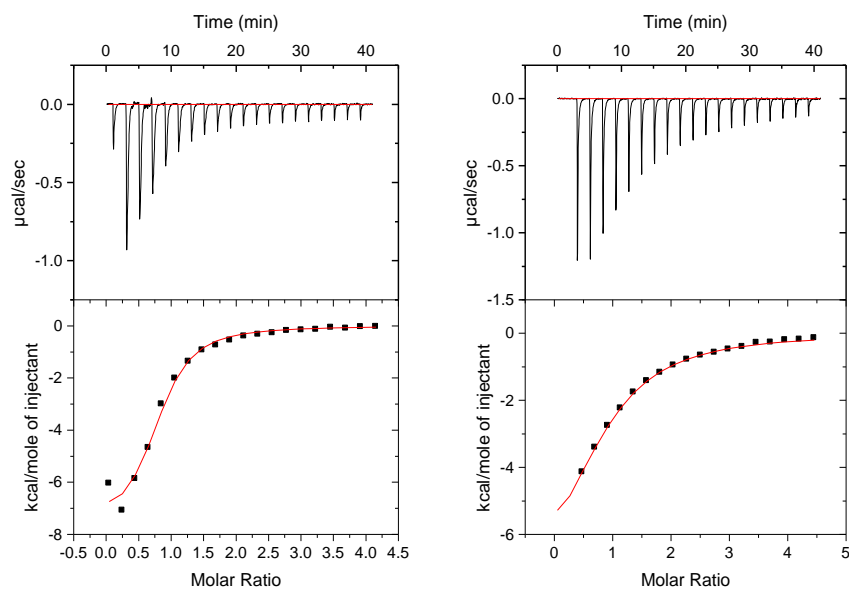 Time (min)
0 10 20 30 40
0.0
-0.5
-1.0
µcal/sec
0
-2
-4
-6
-8
kcal/mole of injectant
-0.5 0.0 0.5 1.0 1.5 2.0 2.5 3.0 3.5 4.0 4.5
Molar Ratio
Time (min)
0 10 20 30 40
0.0
-0.5
-1.0
-1.5
µcal/sec
0
-2
-4
-6
kcal/mole of injectant
0 1 2 3 4 5
Molar Ratio